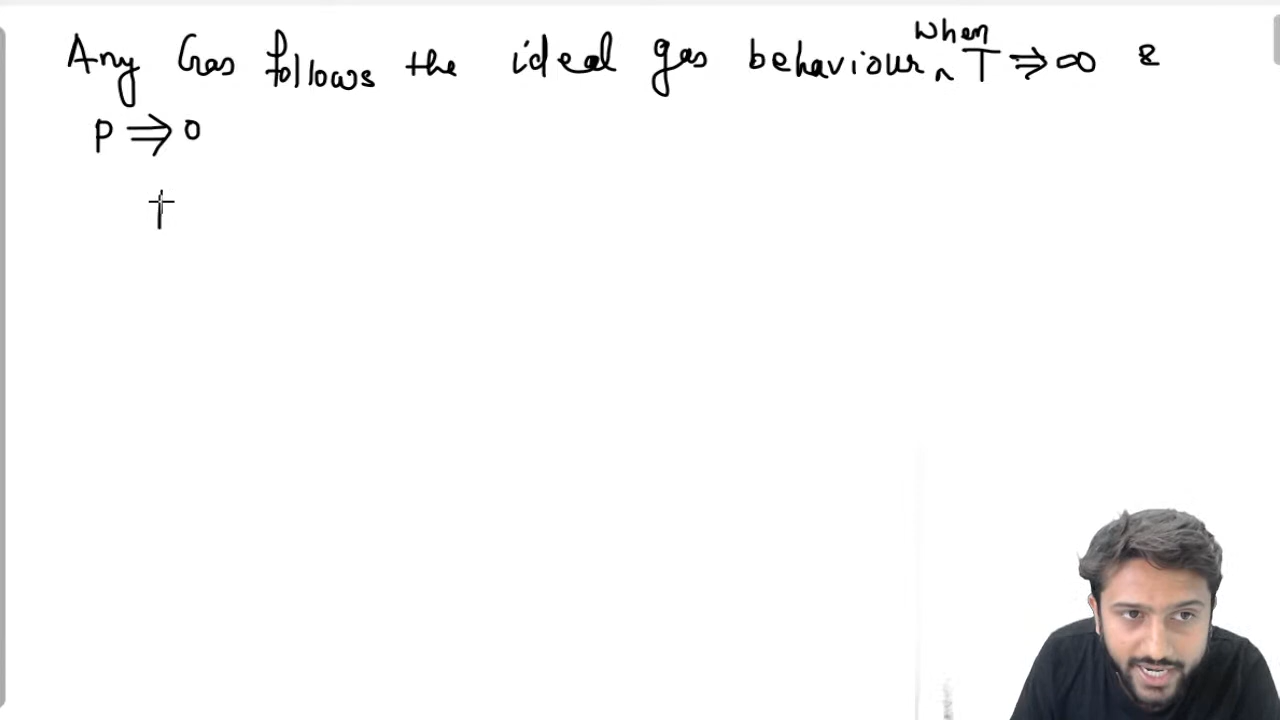 Any Gas follows the ideal gas behaviour when T ⇒ ∞ &
P ⇒ 0
T